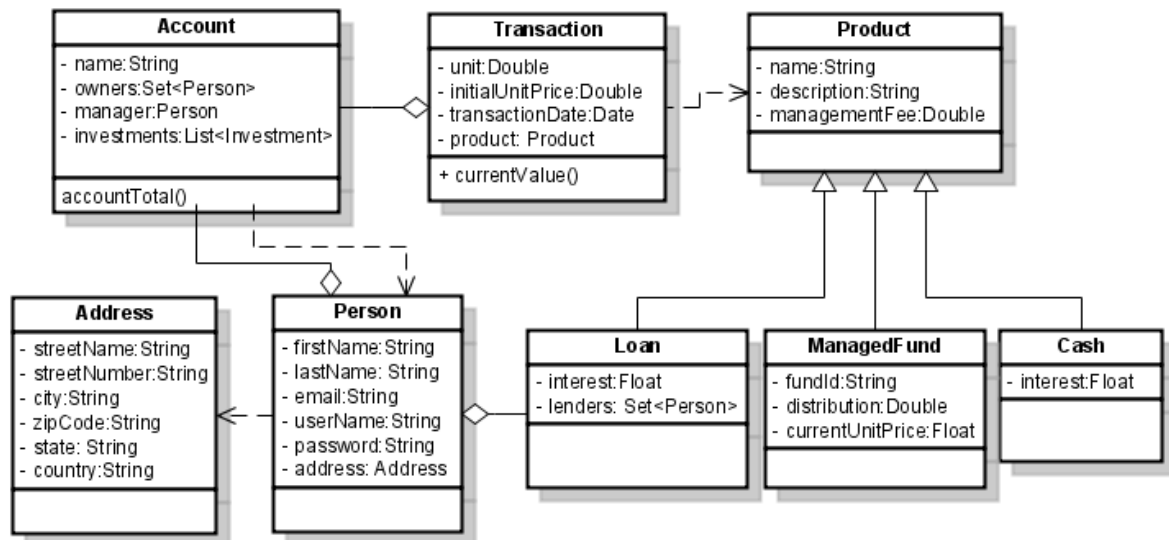 Account
- name:String
- owners:Set<Person>
- manager:Person
- investments:List<Investment>
accountTotal()
Transaction
- unit:Double
- initialUnitPrice:Double
- transactionDate:Date
- product: Product
+ currentValue()
Product
- name:String
- description:String
- managementFee:Double
Address
- streetName:String
- streetNumber:String
- city:String
- zipCode:String
- state: String
- country:String
Person
- firstName:String
- lastName: String
- email:String
- userName:String
- password:String
- address: Address
Loan
- interest:Float
- lenders: Set<Person>
ManagedFund
- fundId:String
- distribution:Double
- currentUnitPrice:Float
Cash
- interest:Float